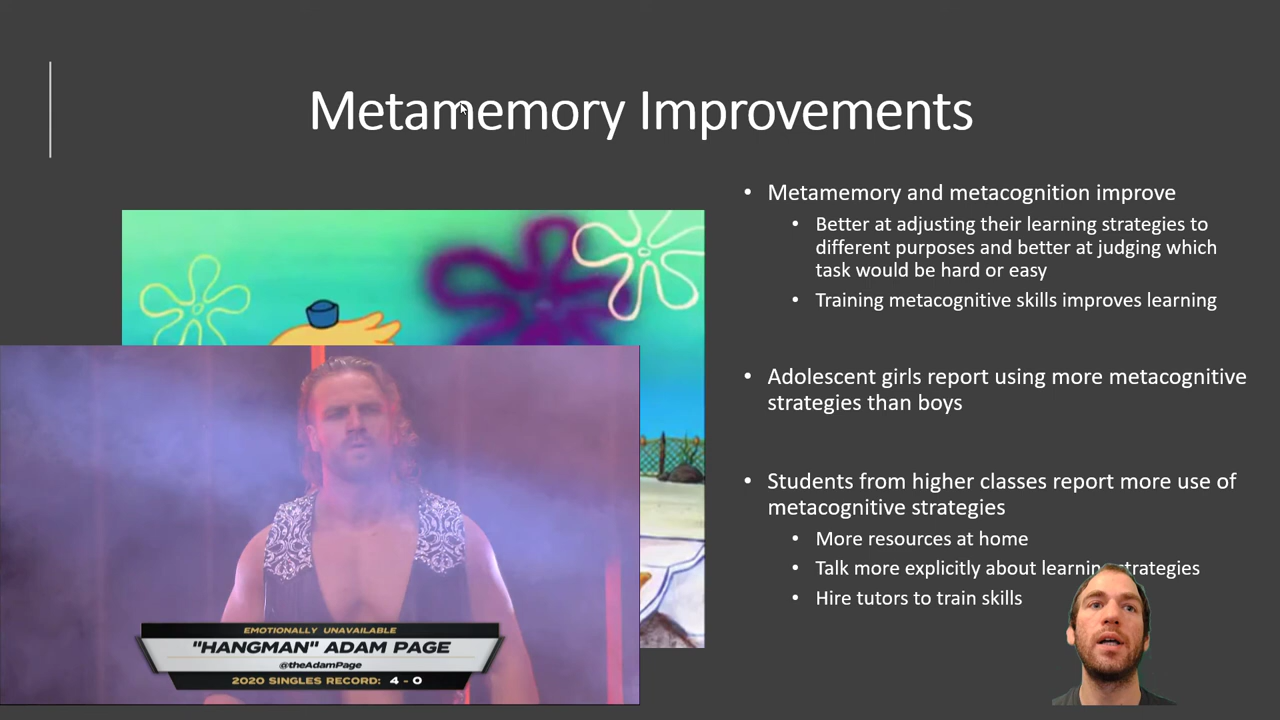 Metamemory Improvements
• Metamemory and metacognition improve
• Better at adjusting their learning strategies to
different purposes and better at judging which
task would be hard or easy
• Training metacognitive skills improves learning
• Adolescent girls report using more metacognitive
strategies than boys
• Students from higher classes report more use of
metacognitive strategies
• More resources at home
• Talk more explicitly about learning strategies
• Hire tutors to train skills
EMOTIONALLY UNAVAILABLE
"HANGMAN" ADAM PAGE
@theAdamPage
2020 SINGLES RECORD: 4 - 0